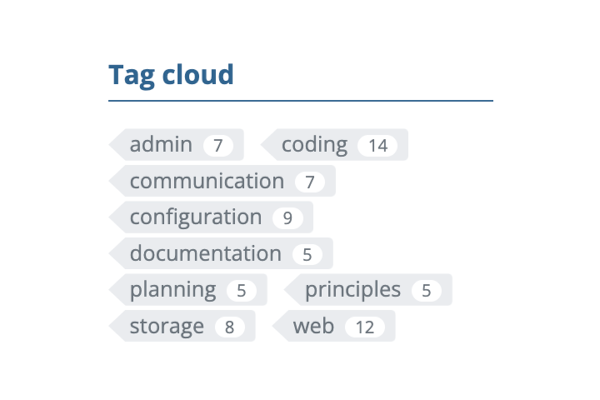 Tag cloud
admin 7 coding 14
communication 7
configuration 9
documentation 5
planning 5 principles 5
storage 8 web 12